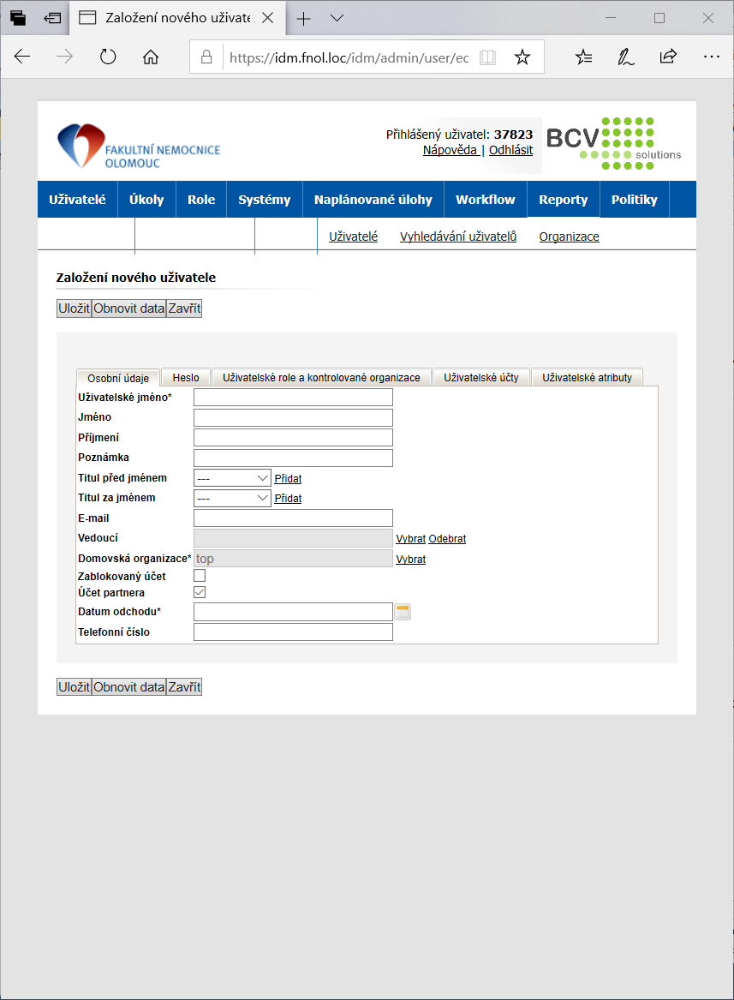 Založení nového uživate
https://idm.fnol.loc/idm/admin/user/ec
FAKULTNÍ NEMOCNICE
OLOMOUC
Přihlášený uživatel: 37823
Nápověda | Odhlásit
BCV
solutions
Uživatelé Úkoly Role Systémy Naplánované úlohy Workflow Reporty Politiky
Uživatelé Vyhledávání uživatelů Organizace
Založení nového uživatele
Uložit Obnovit data Zavřít
Osobní údaje Heslo Uživatelské role a kontrolované organizace Uživatelské účty Uživatelské atributy
Uživatelské jméno*
Jméno
Příjmení
Poznámka
Titul před jménem --- Přidat
Titul za jménem --- Přidat
E-mail
Vedoucí Vybrat Odebrat
Domovská organizace* top Vybrat
Zablokovaný účet
Účet partnera
Datum odchodu*
Telefonní číslo
Uložit Obnovit data Zavřít